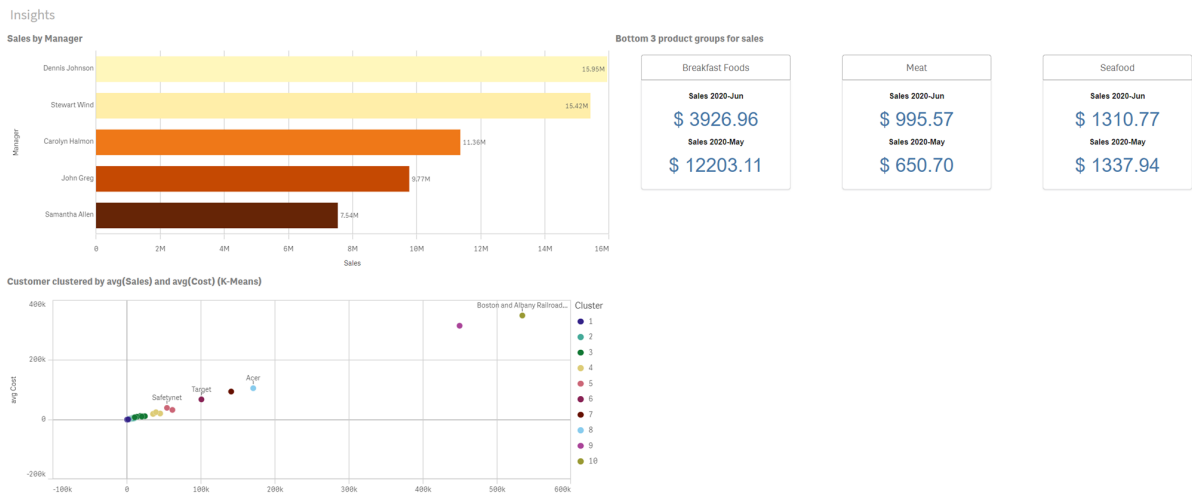 Insights
Sales by Manager
Manager
Dennis Johnson
15.95M
Stewart Wind
15.42M
Carolyn Halmon
11.36M
John Greg
9.77M
Samantha Allen
7.54M
0 2M 4M 6M 8M 10M 12M 14M 16M
Sales
Bottom 3 product groups for sales
Breakfast Foods
Sales 2020-Jun
$ 3926.96
Sales 2020-May
$ 12203.11
Meat
Sales 2020-Jun
$ 995.57
Sales 2020-May
$ 650.70
Seafood
Sales 2020-Jun
$ 1310.77
Sales 2020-May
$ 1337.94
Customer clustered by avg(Sales) and avg(Cost) (K-Means)
avg Cost
400k
200k
0
-200k
Boston and Albany Railroad...
Acer
Target
Safetynet
-100k 0 100k 200k 300k 400k 500k 600k
Cluster
1
2
3
4
5
6
7
8
9
10